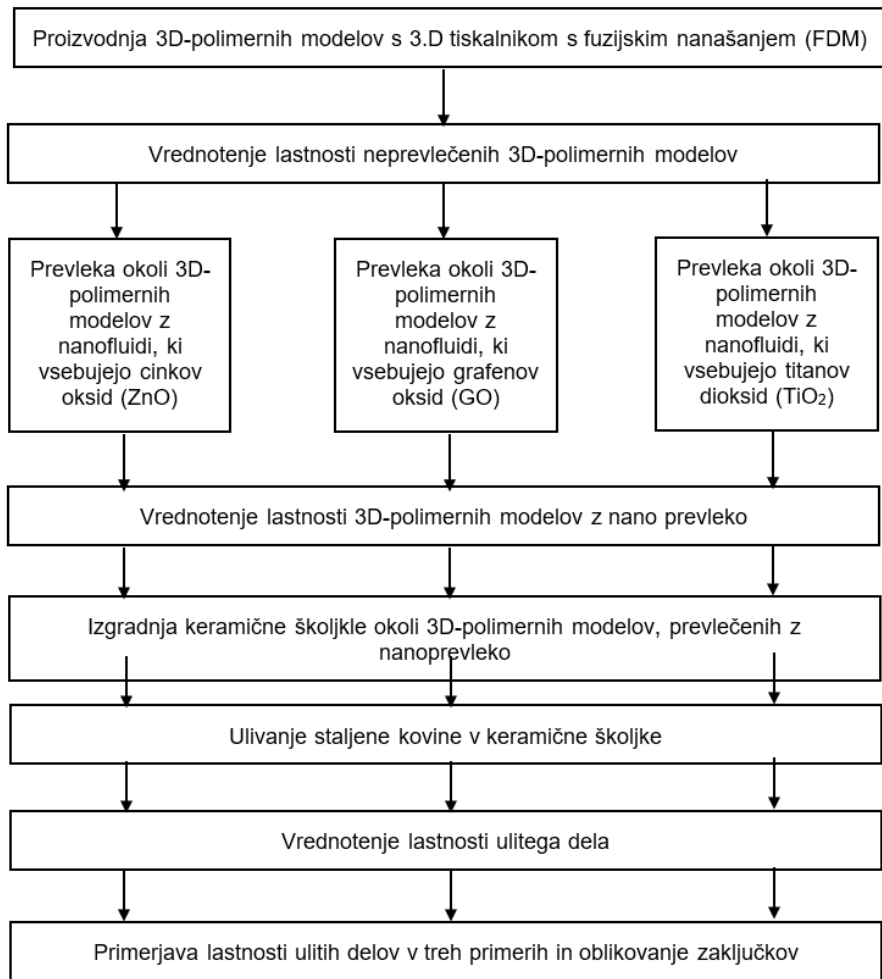 Proizvodnja 3D-polimernih modelov s 3.D tiskalnikom s fuzijskim nanašanjem (FDM)
Vrednotenje lastnosti neprevlečenih 3D-polimernih modelov
Prevleka okoli 3D-
polimernih
modelov z
nanofluidi, ki
vsebujejo cinkov
oksid (ZnO)
Prevleka okoli 3D-
polimernih
modelov z
nanofluidi, ki
vsebujejo grafenov
oksid (GO)
Prevleka okoli 3D-
polimernih
modelov z
nanofluidi, ki
vsebujejo titanov
dioksid (TiO₂)
Vrednotenje lastnosti 3D-polimernih modelov z nano prevleko
Izgradnja keramične školjkle okoli 3D-polimernih modelov, prevlečenih z
nanoprevleko
Ulivanje staljene kovine v keramične školjke
Vrednotenje lastnosti ulitega dela
Primerjava lastnosti ulitih delov v treh primerih in oblikovanje zaključkov